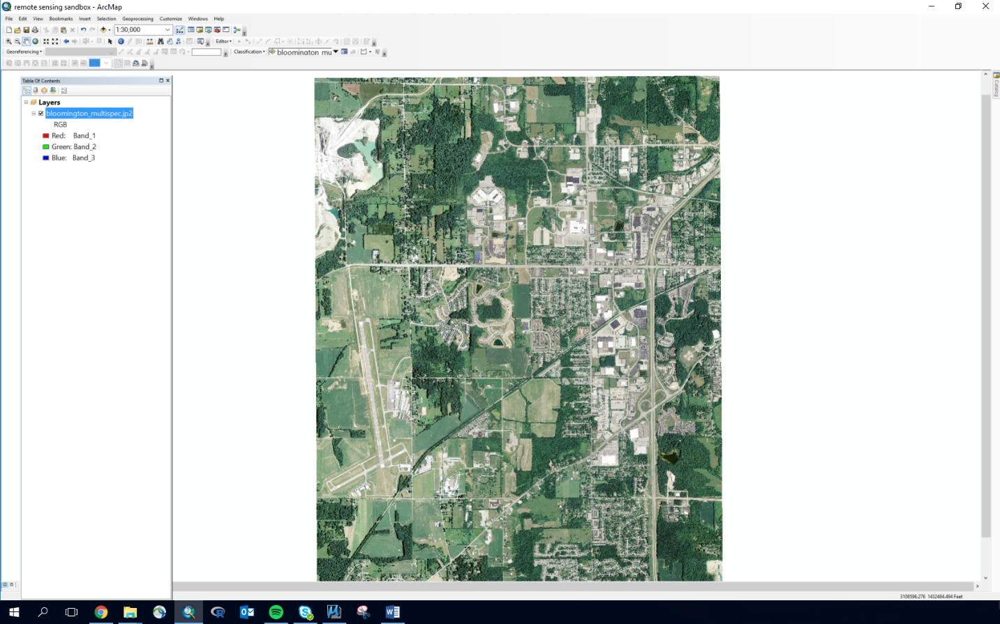 remote sensing sandbox - ArcMap
File Edit View Bookmarks Insert Selection Geoprocessing Customize Windows Help
1:30,000
Editor
Georeferencing
Classification
bloomington_mu
Table Of Contents
Layers
bloomington_multispec.jp2
RGB
Red: Band_1
Green: Band_2
Blue: Band_3
Catalog
3108596.276 1432484.494 Feet